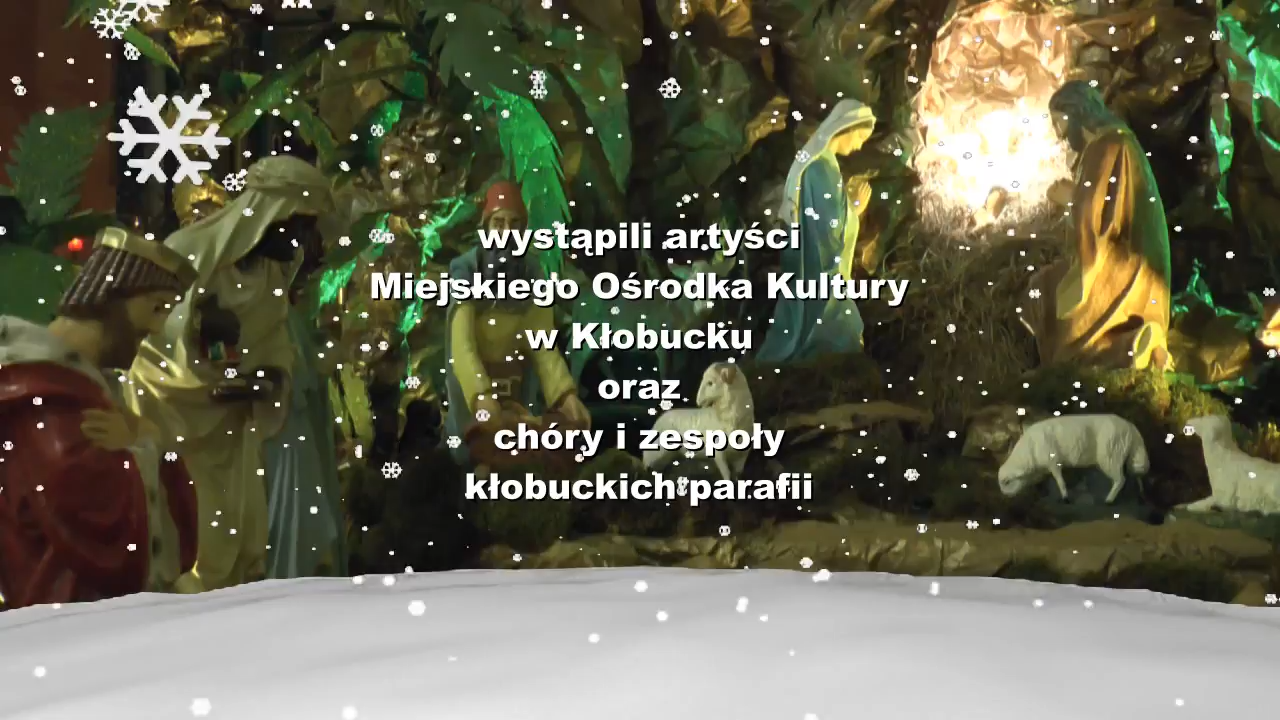 wystąpili artyści
Miejskiego Ośrodka Kultury
w Kłobucku
oraz
chóry i zespoły
kłobuckich parafii